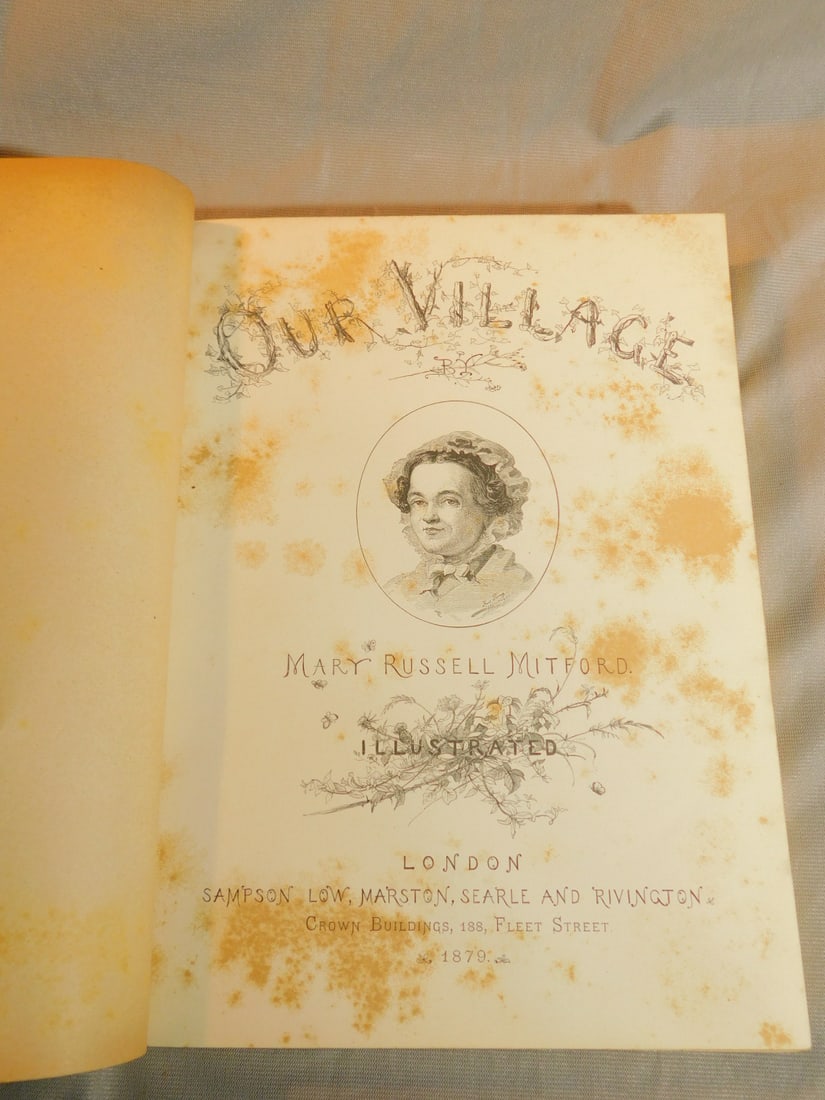 OUR VILLAGE
BY
MARY RUSSELL MITFORD.
ILLUSTRATED.
LONDON
SAMPSON LOW, MARSTON, SEARLE AND RIVINGTON.
CROWN BUILDINGS, 188, FLEET STREET.
1879.